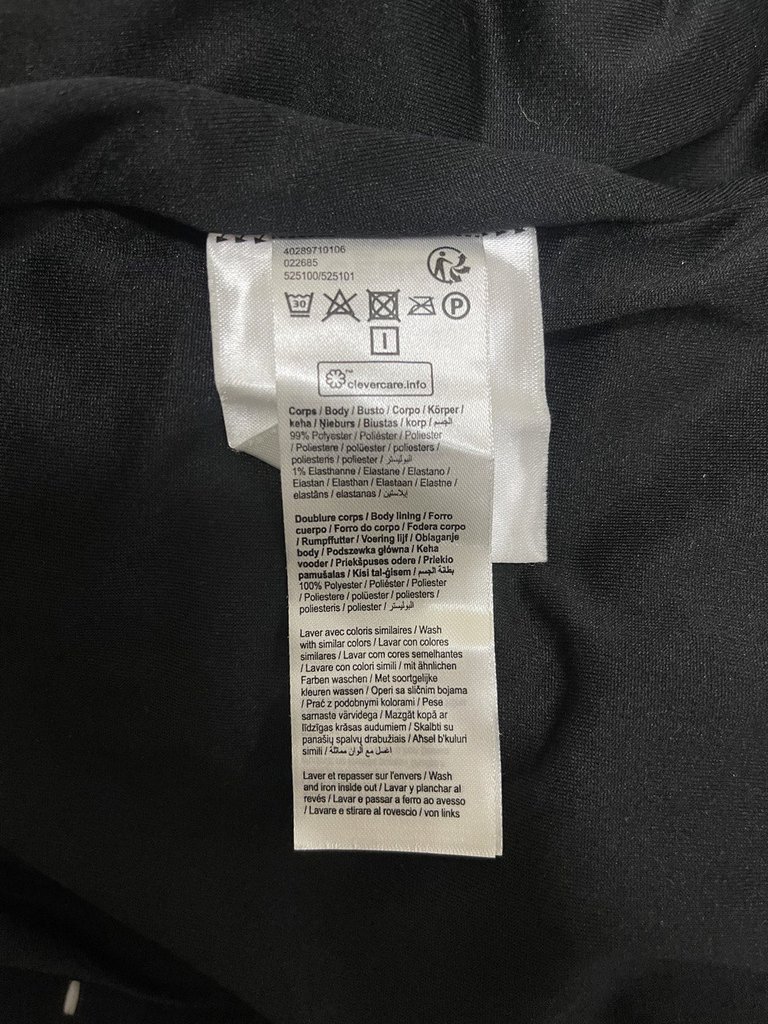 40289710106
022685
525100/525101
30
P
I
clevercare.info
Corps / Body / Busto / Corpo / Körper /
keha / Ņieburs / Biustas / korp / الجسم
99% Polyester / Poliéster / Poliester
/ Poliestere / polüester / poliesters /
poliesteris / poliester / البوليستر
1% Elasthanne / Elastane / Elastano /
Elastan / Elasthan / Elastaan / Elastne /
elastāns / elastanas / إيلاستين
Doublure corps / Body lining / Forro
cuerpo / Forro do corpo / Fodera corpo
/ Rumpffutter / Voering lijf / Oblaganje
body / Podszewka główna / Keha
vooder / Priekšpuses odere / Priekio
pamušalas / Kisi tal-ġisem / بطانة الجسم
100% Polyester / Poliéster / Poliester
/ Poliestere / polüester / poliesters /
poliesteris / poliester / البوليستر
Laver avec coloris similaires / Wash
with similar colors / Lavar con colores
similares / Lavar com cores semelhantes
/ Lavare con colori simili / mit ähnlichen
Farben waschen / Met soortgelijke
kleuren wassen / Operi sa sličnim bojama
/ Prać z podobnymi kolorami / Pese
samaste värvidega / Mazgāt kopā ar
līdzīgas krāsas audumiem / Skalbti su
panašių spalvų drabužiais / Aħsel b'kuluri
simili / اغسل مع ألوان مماثلة
Laver et repasser sur l'envers / Wash
and iron inside out / Lavar y planchar al
revés / Lavar e passar a ferro ao avesso
/ Lavare e stirare al rovescio / von links